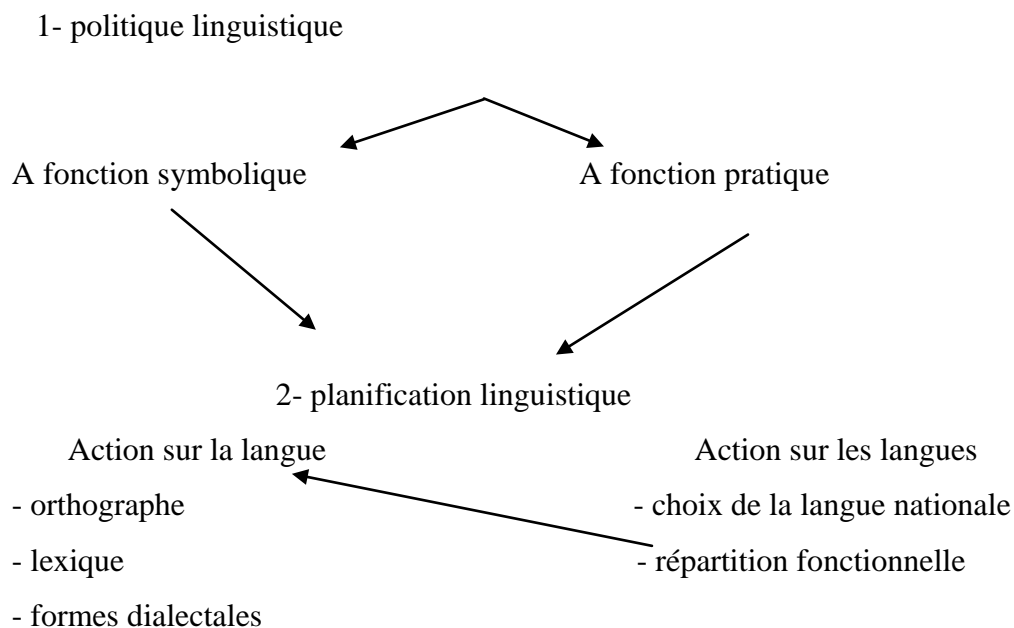 1- politique linguistique
A fonction symbolique A fonction pratique
2- planification linguistique
Action sur la langue Action sur les langues
- orthographe - choix de la langue nationale
- lexique - répartition fonctionnelle
- formes dialectales